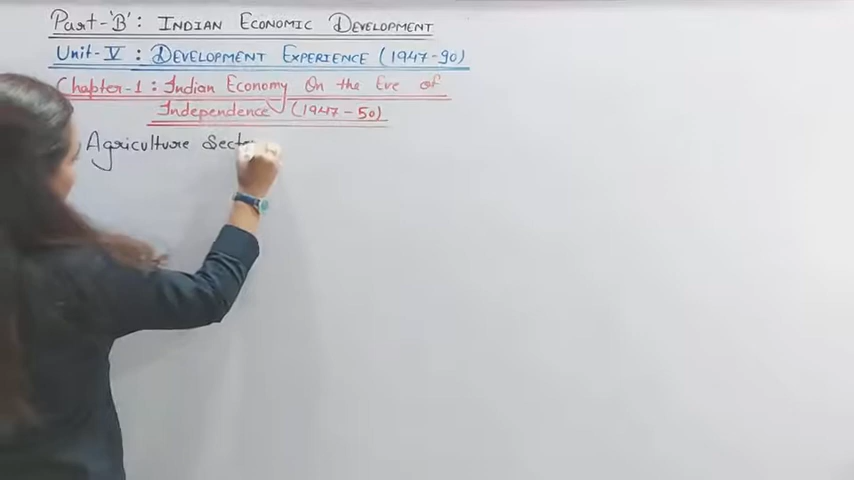 Part-'B': INDIAN ECONOMIC DEVELOPMENT
Unit-V : DEVELOPMENT EXPERIENCE (1947-90)
Chapter-1 : Indian Economy On the Eve of
Independence (1947-50)
Agriculture